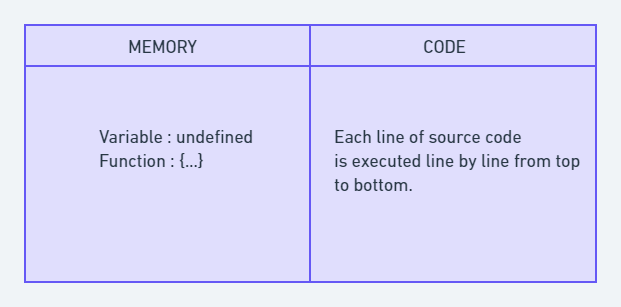 MEMORY
CODE
Variable : undefined
Function : {...}
Each line of source code
is executed line by line from top
to bottom.